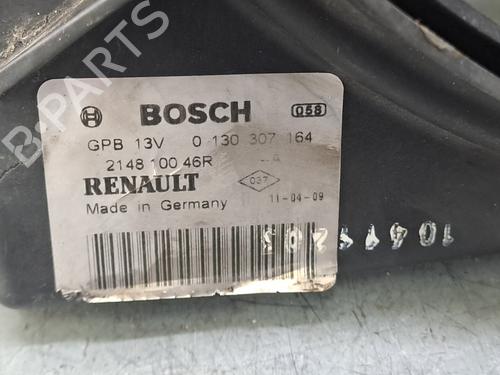 BOSCH 058
GPB 13V 0 130 307 164
2148 100 46R
RENAULT 037
Made in Germany 11-04-09
B-PARTS